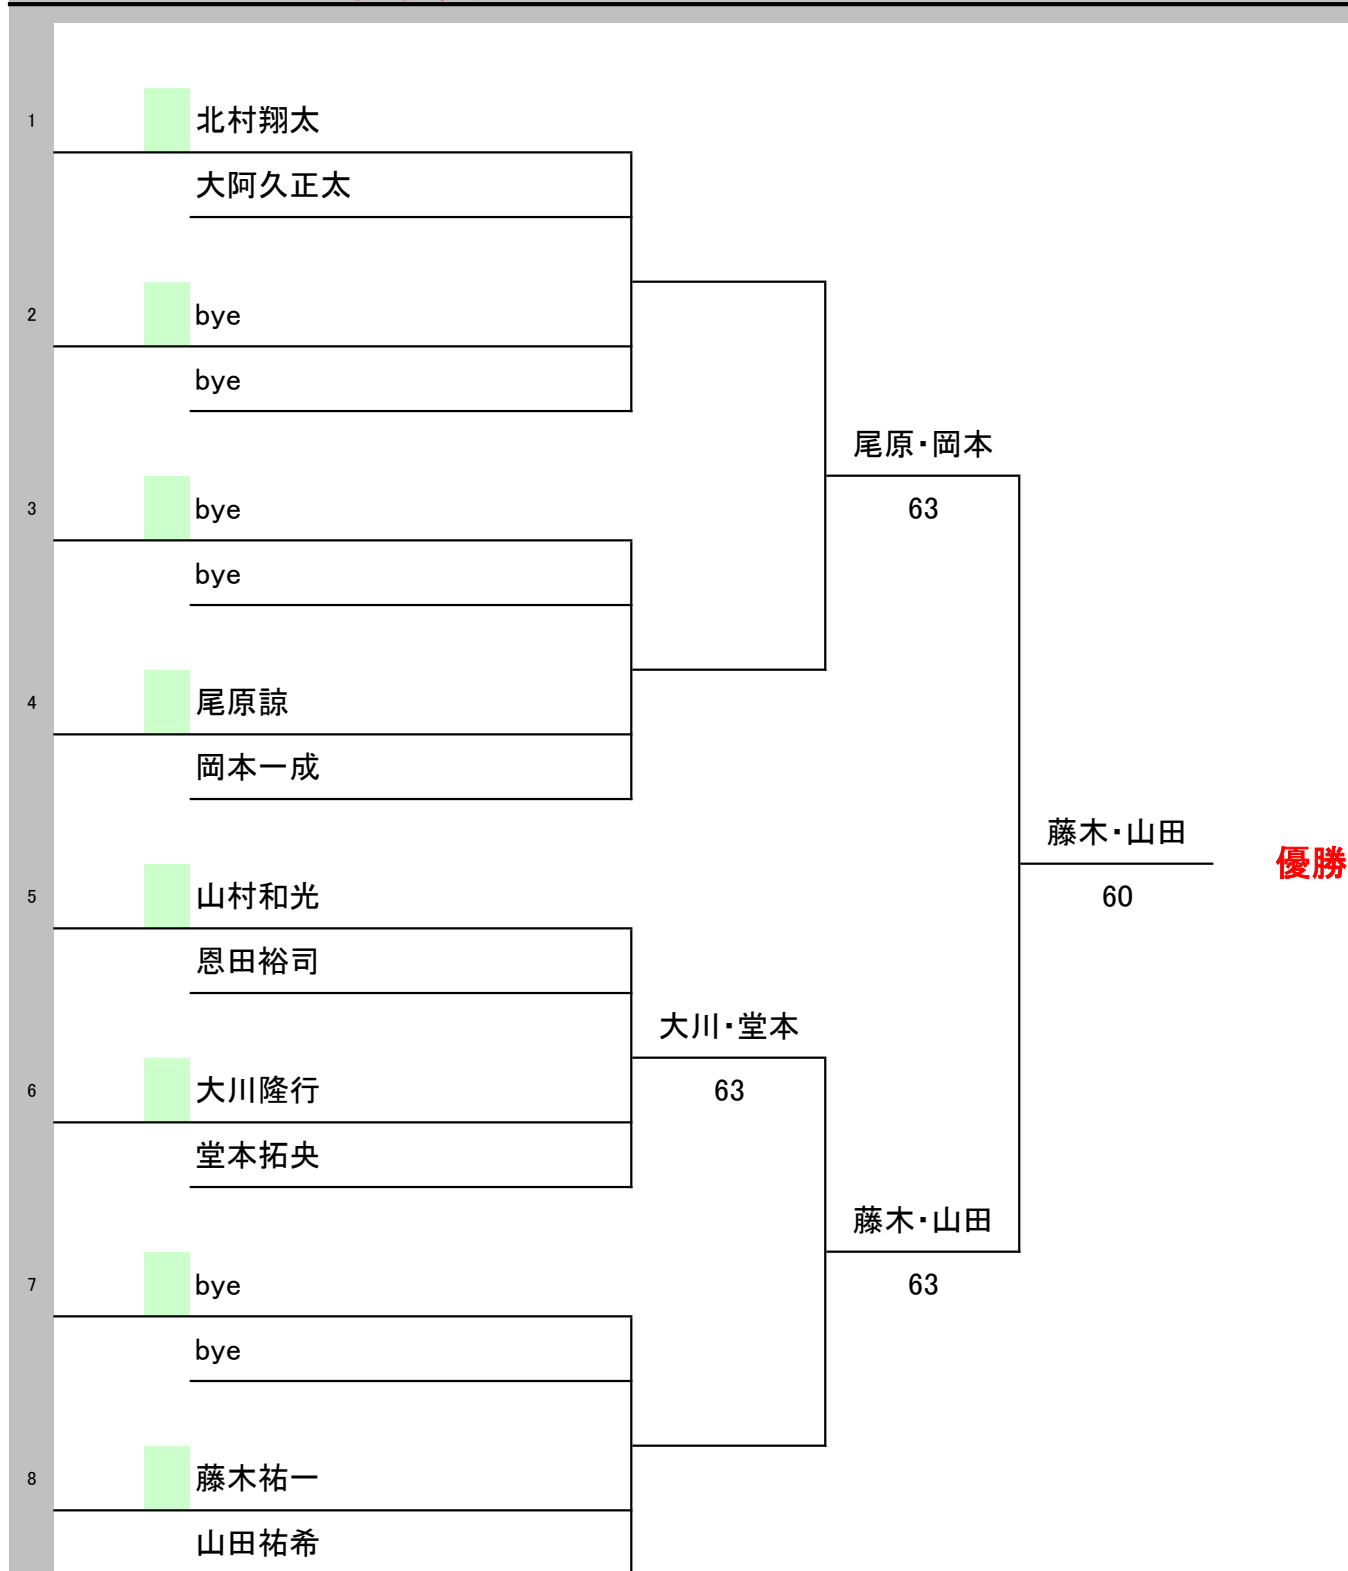 1
北村翔太
大阿久正太
2
bye
bye
尾原・岡本
3
bye
63
bye
4
尾原諒
岡本一成
藤木・山田
優勝
5
山村和光
60
恩田裕司
大川・堂本
6
大川隆行
63
堂本拓央
藤木・山田
7
bye
63
bye
8
藤木祐一
山田祐希